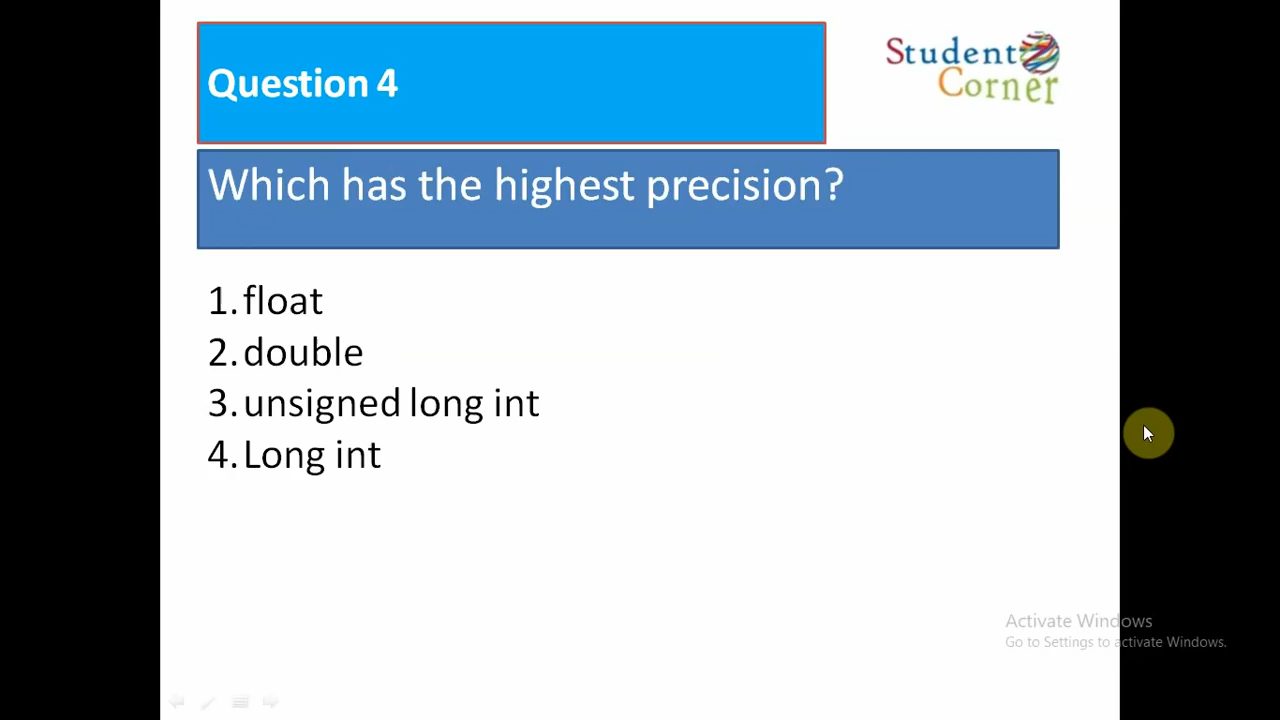 Question 4
Student
Corner
Which has the highest precision?
1. float
2. double
3. unsigned long int
4. Long int
Activate Windows
Go to Settings to activate Windows.